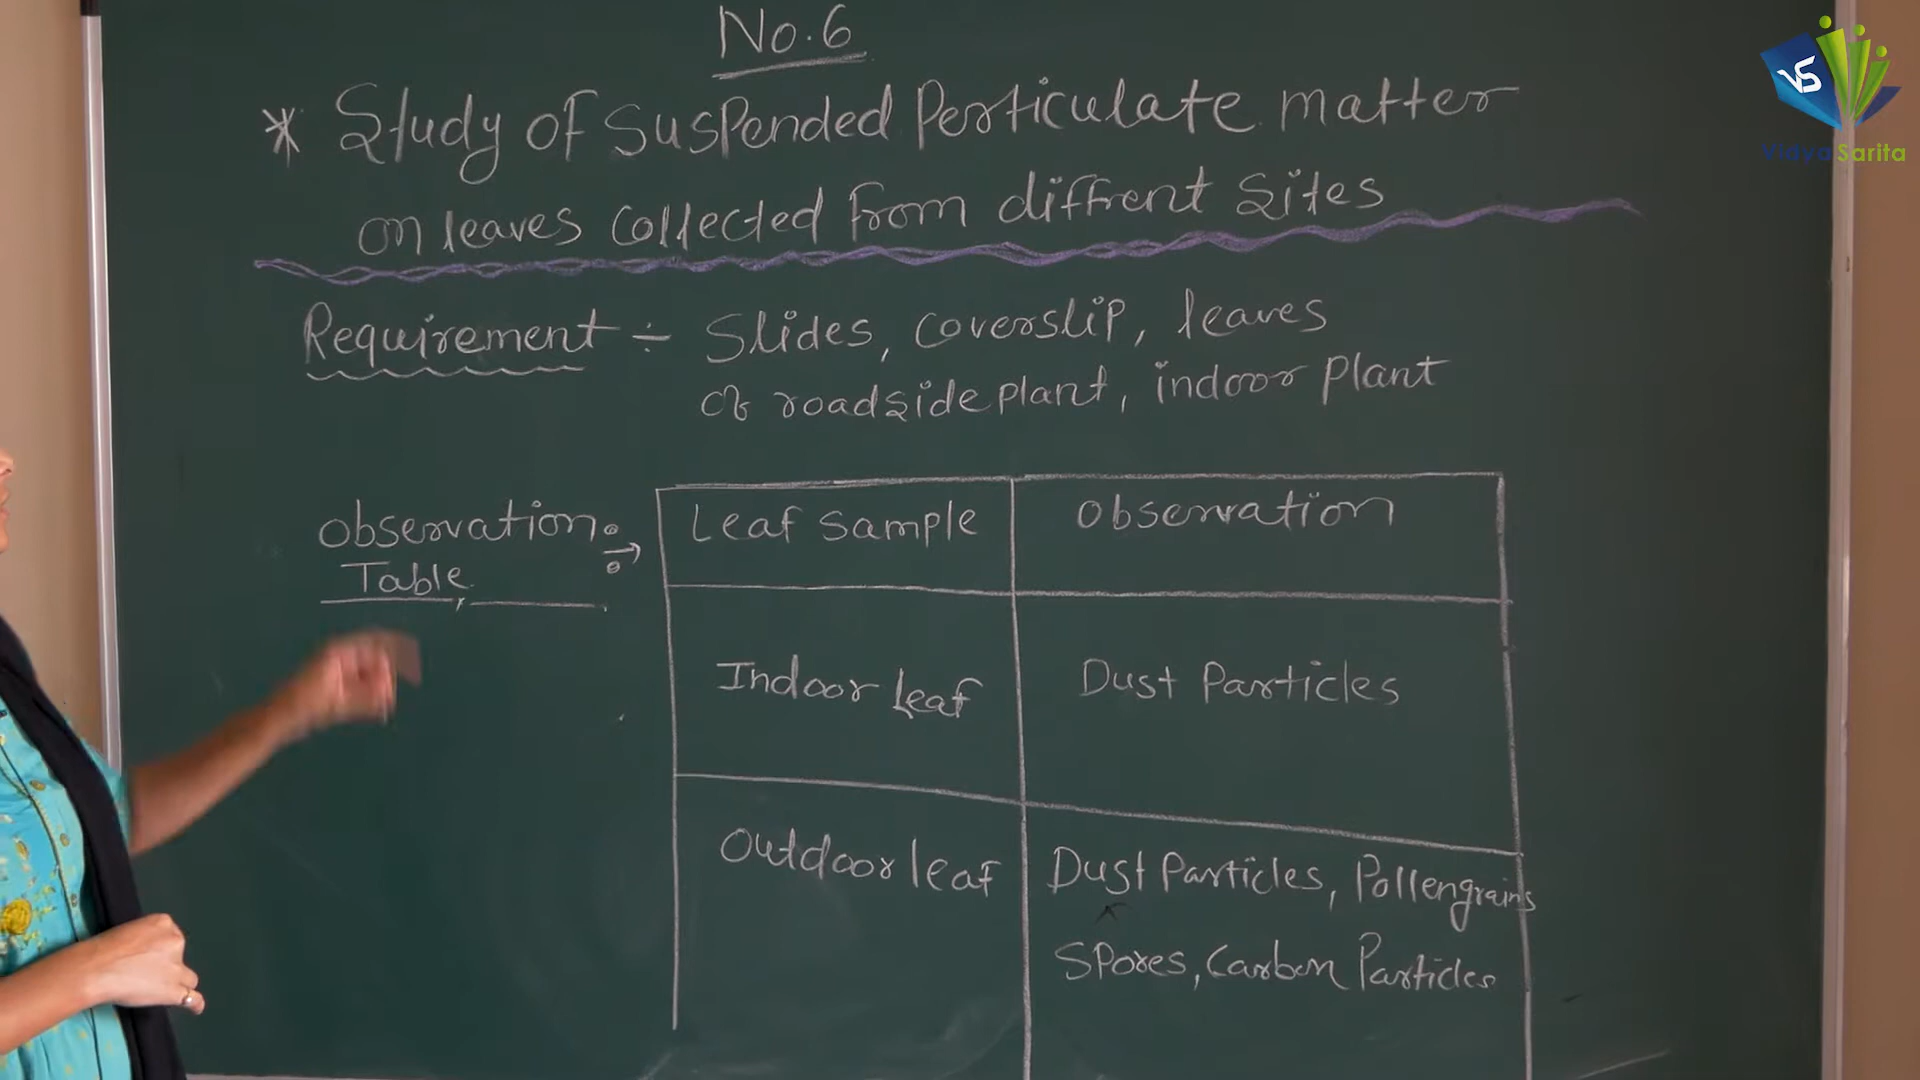 No.6
* Study of Suspended Perticulate matter
on leaves collected from diffrent Sites
Requirement ÷ Slides, coverslip, leaves
of roadside plant, indoor plant
Observation
Table
Leaf Sample Observation
Indoor Leaf Dust Particles
Outdoor leaf Dust Particles, Pollengrains
Spores, Carbon Particles
VS
Vidya Sarita